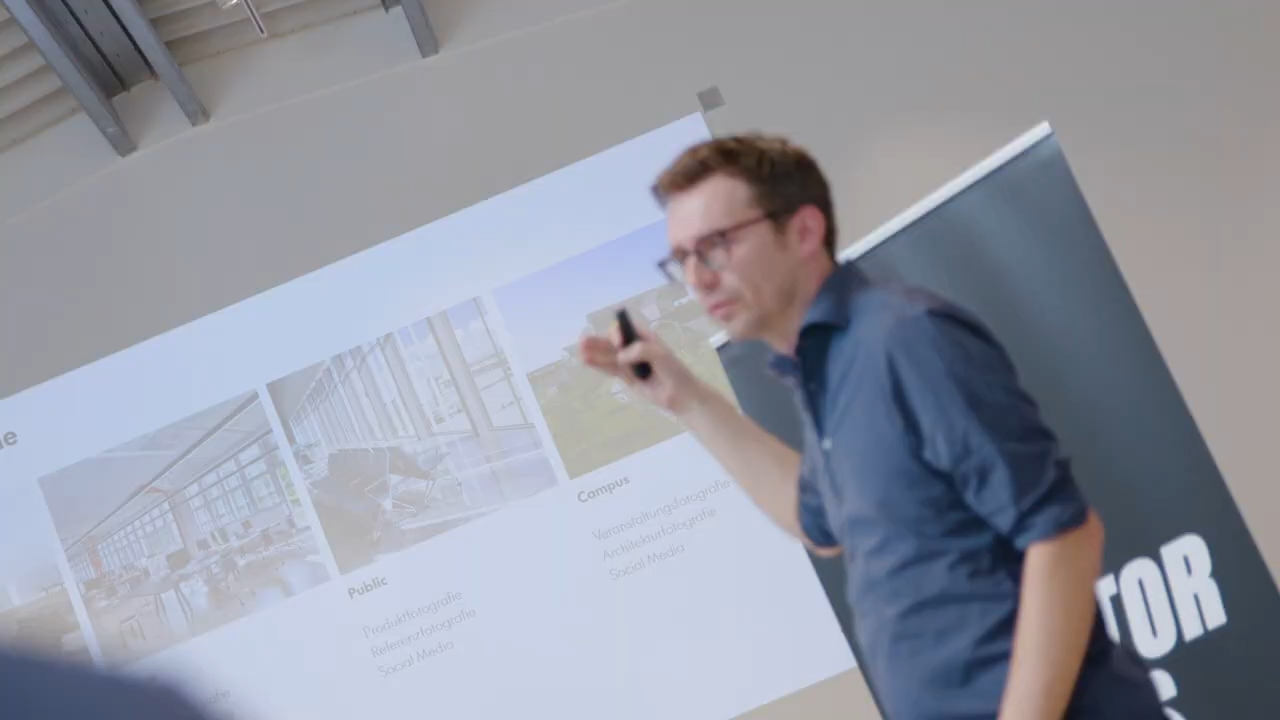 Public
Produktfotografie
Referenzfotografie
Social Media
Campus
Veranstaltungsfotografie
Architekturfotografie
Social Media
TOR